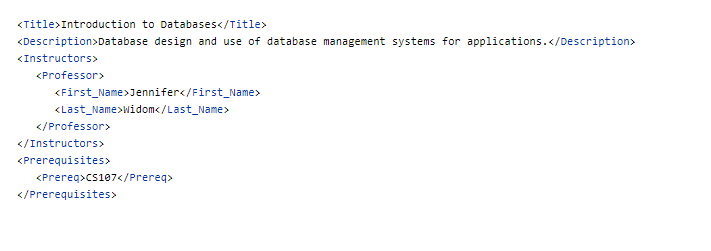 <Title>Introduction to Databases</Title>
<Description>Database design and use of database management systems for applications.</Description>
<Instructors>
<Professor>
<First_Name>Jennifer</First_Name>
<Last_Name>Widom</Last_Name>
</Professor>
</Instructors>
<Prerequisites>
<Prereq>CS107</Prereq>
</Prerequisites>